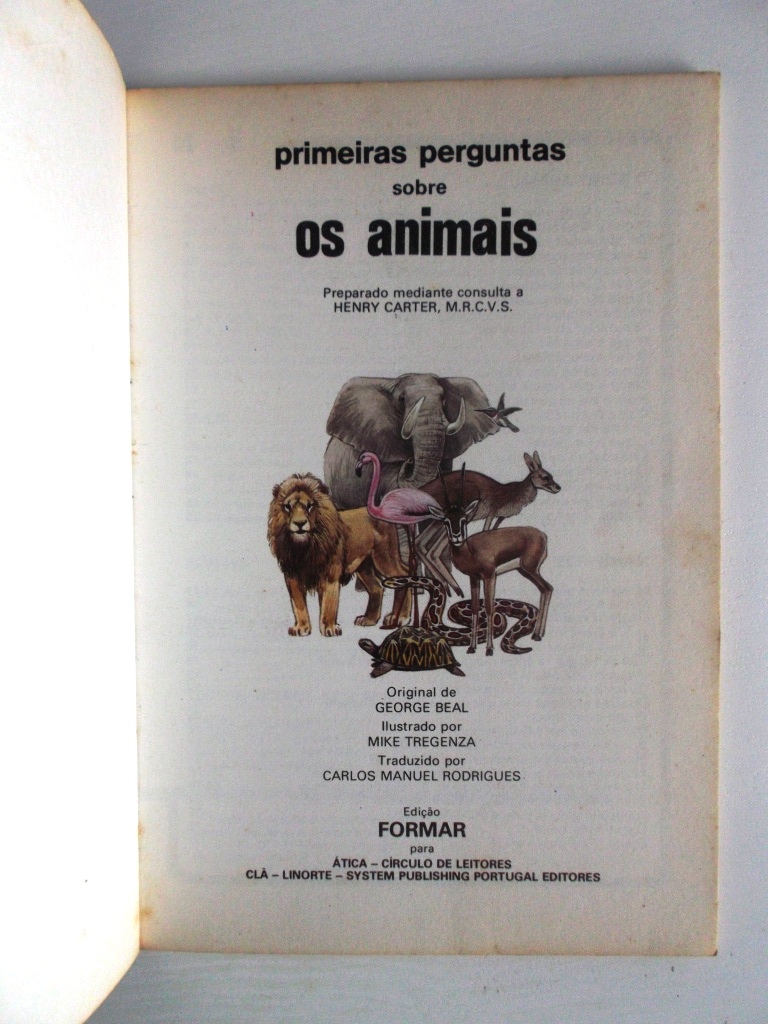 primeiras perguntas
sobre
os animais
Preparado mediante consulta a
HENRY CARTER, M.R.C.V.S.
Original de
GEORGE BEAL
Ilustrado por
MIKE TREGENZA
Traduzido por
CARLOS MANUEL RODRIGUES
Edição
FORMAR
para
ÁTICA – CÍRCULO DE LEITORES
CLÀ – LINORTE – SYSTEM PUBLISHING PORTUGAL EDITORES